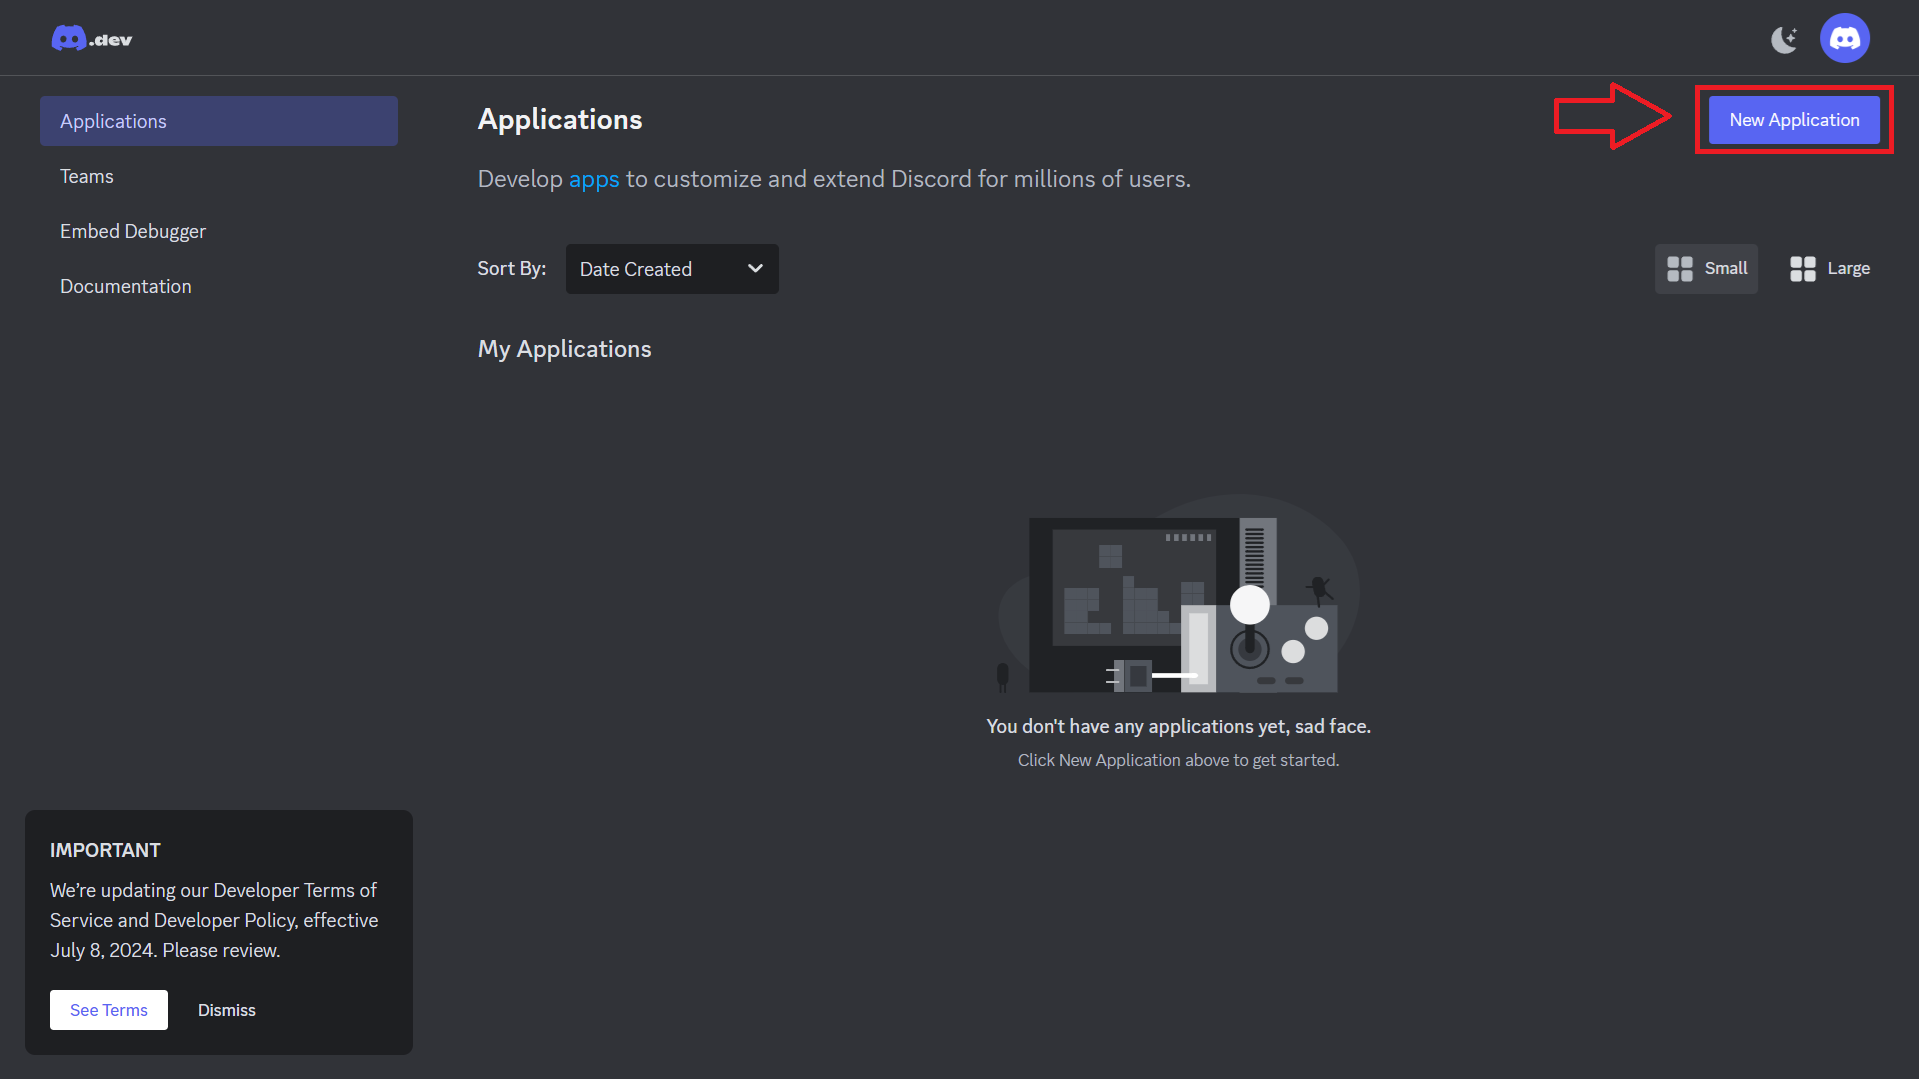 .dev
Applications
Teams
Embed Debugger
Documentation
Applications
New Application
Develop apps to customize and extend Discord for millions of users.
Sort By:
Date Created
Small
Large
My Applications
You don't have any applications yet, sad face.
Click New Application above to get started.
IMPORTANT
We’re updating our Developer Terms of
Service and Developer Policy, effective
July 8, 2024. Please review.
See Terms
Dismiss